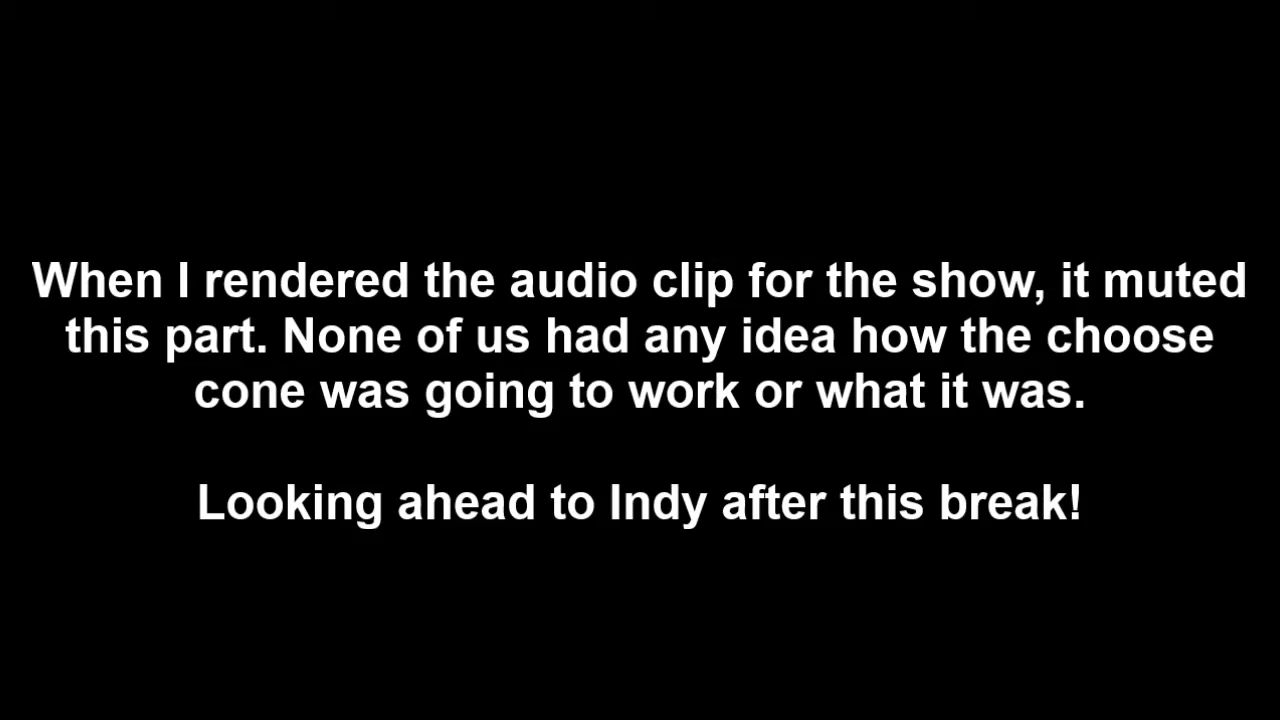 When I rendered the audio clip for the show, it muted
this part. None of us had any idea how the choose
cone was going to work or what it was.
Looking ahead to Indy after this break!